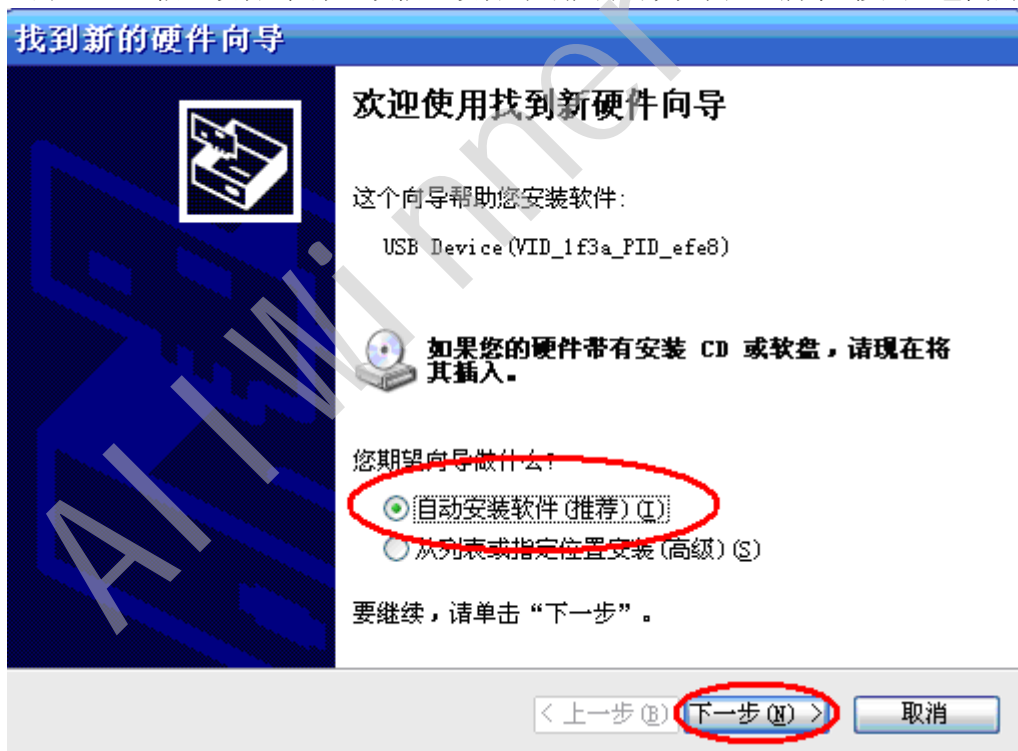 找到新的硬件向导
欢迎使用找到新硬件向导
这个向导帮助您安装软件:
USB Device(VID_1f3a_PID_efe8)
如果您的硬件带有安装 CD 或软盘，请现在将
其插入。
您期望向导做什么?
自动安装软件(推荐)(I)
从列表或指定位置安装(高级)(S)
要继续，请单击“下一步”。
< 上一步(B)
下一步(N) >
取消
AllWinner